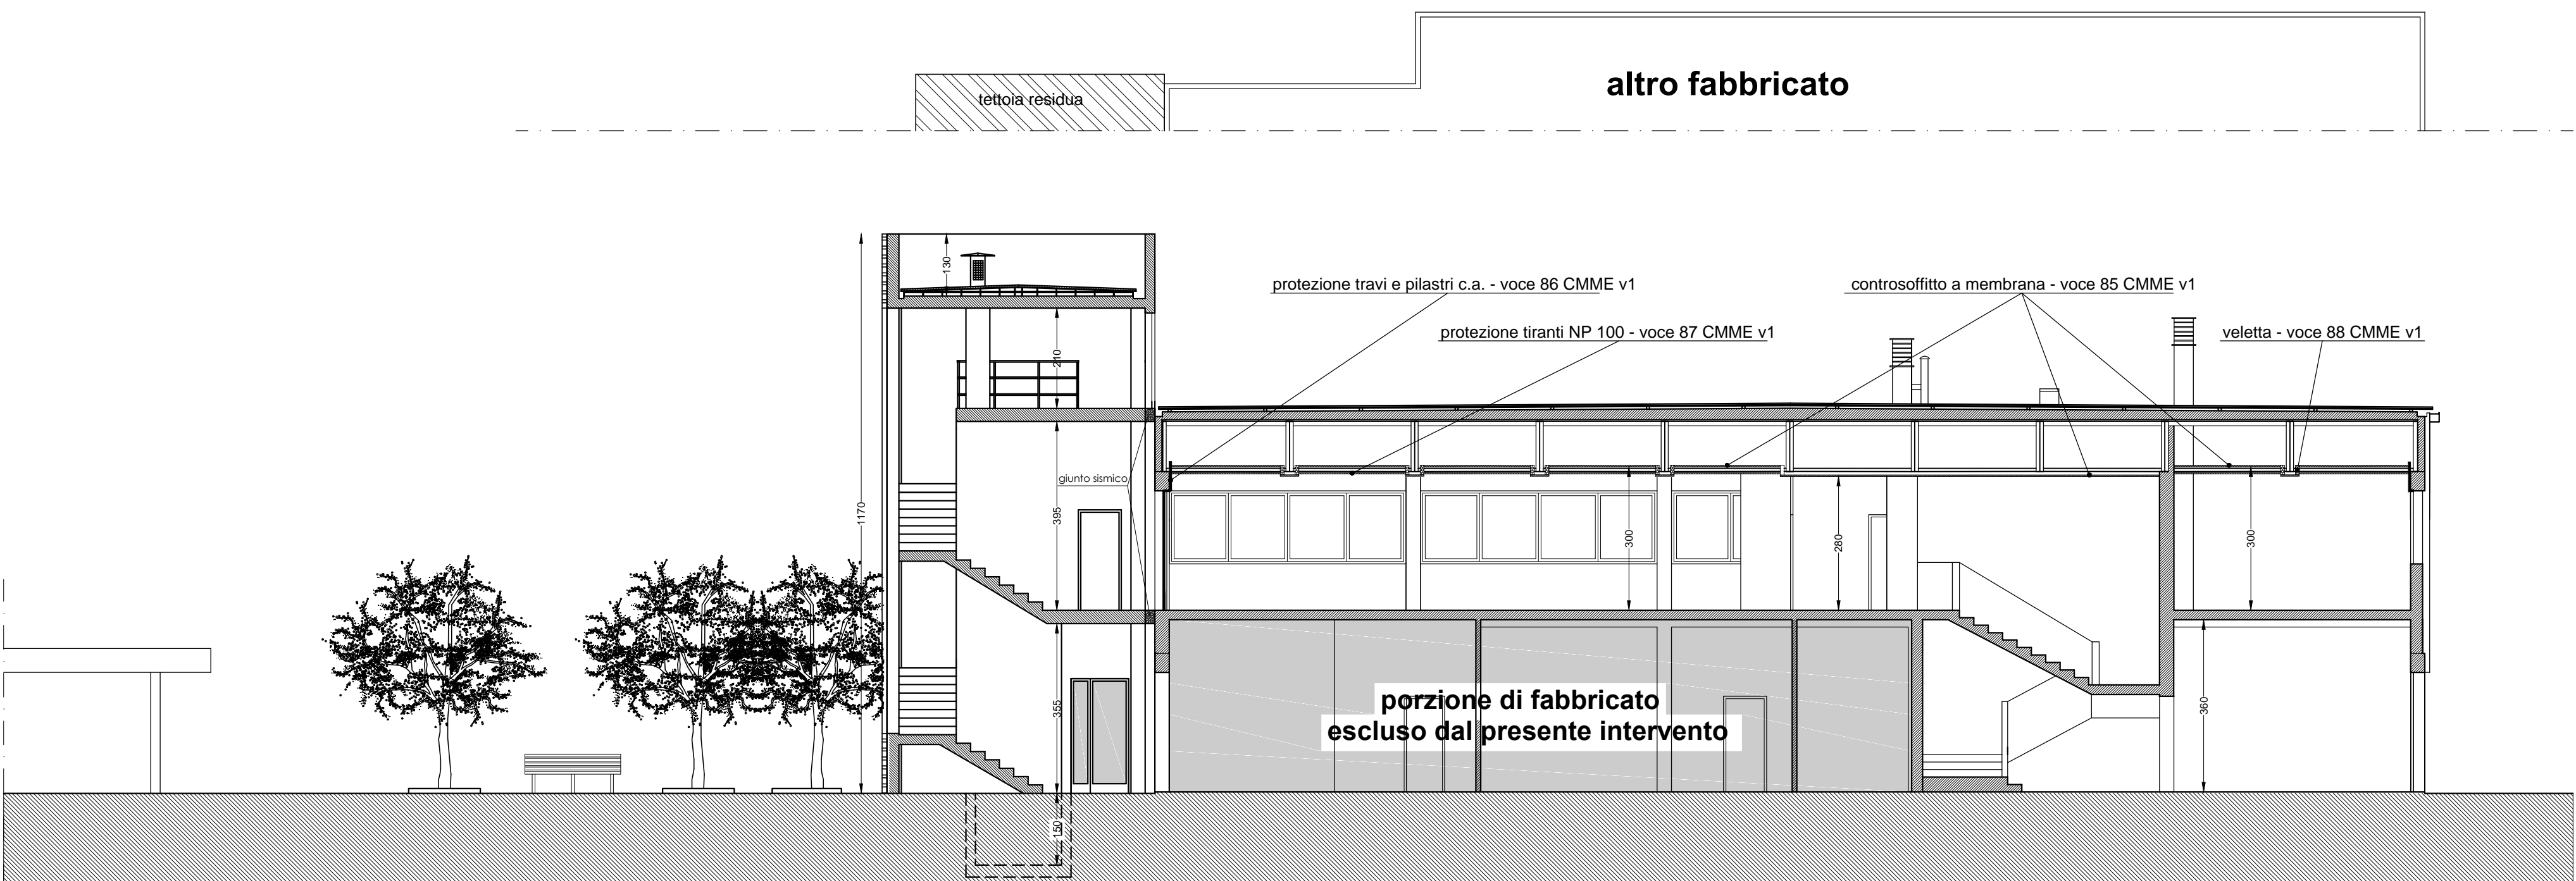 altro fabbricato
tettoia residua
130
protezione travi e pilastri c.a. - voce 86 CMME v1
controsoffitto a membrana - voce 85 CMME v1
protezione tiranti NP 100 - voce 87 CMME v1
veletta - voce 88 CMME v1
210
giunto sismico
1170
395
300
280
300
355
360
porzione di fabbricato
escluso dal presente intervento
150